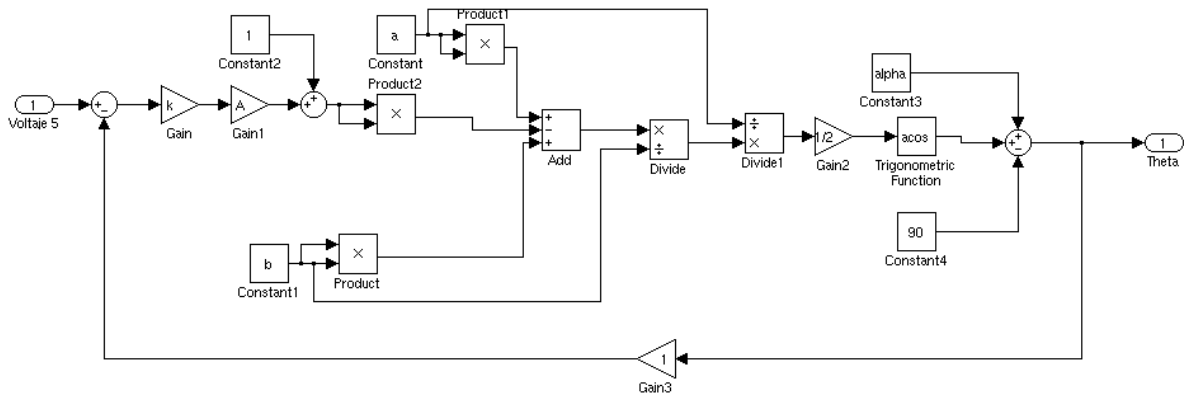 Product1
1
a
Constant2
Constant
alpha
Product2
Constant3
1
Voltaje 5
k
Gain
A
Gain1
Add
Divide
Divide1
1/2
Gain2
acos
Trigonometric
Function
1
Theta
90
Constant4
b
Constant1
Product
1
Gain3